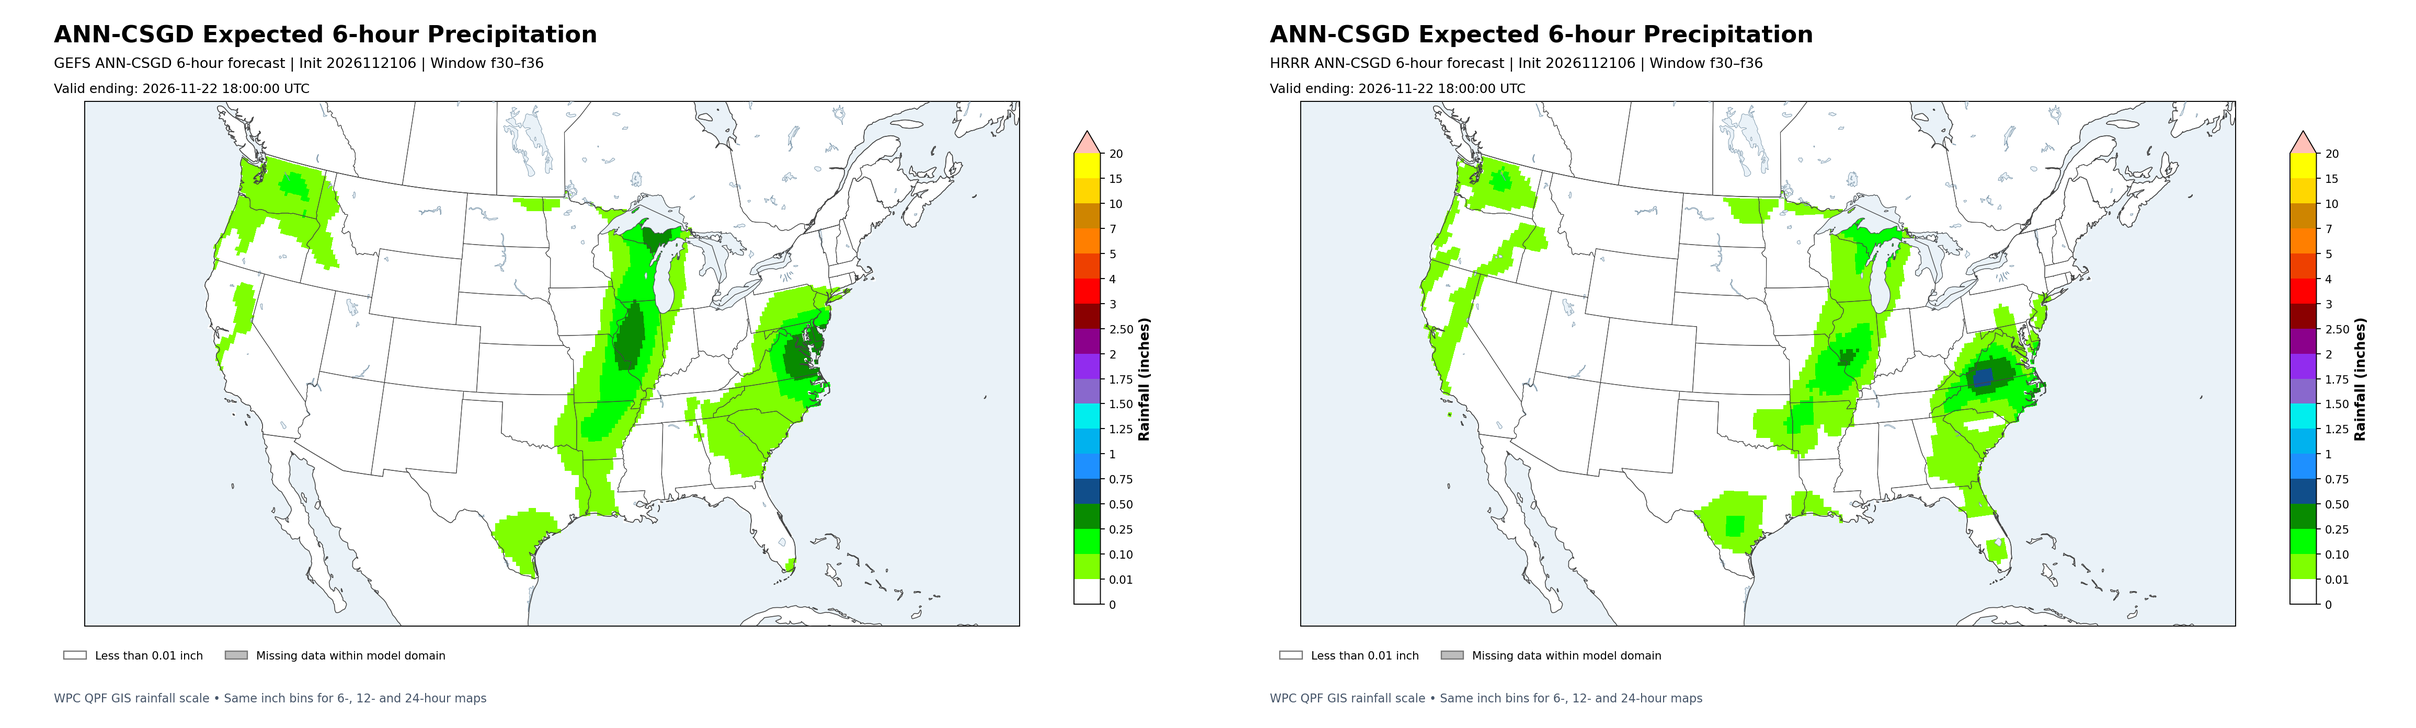 ANN-CSGD Expected 6-hour Precipitation
GEFS ANN-CSGD 6-hour forecast | Init 2026112106 | Window f30–f36
Valid ending: 2026-11-22 18:00:00 UTC
20
15
10
7
5
4
3
2.50
2
1.75
1.50
1.25
1
0.75
0.50
0.25
0.10
0.01
0
Rainfall (inches)
Less than 0.01 inch
Missing data within model domain
WPC QPF GIS rainfall scale • Same inch bins for 6-, 12- and 24-hour maps
ANN-CSGD Expected 6-hour Precipitation
HRRR ANN-CSGD 6-hour forecast | Init 2026112106 | Window f30–f36
Valid ending: 2026-11-22 18:00:00 UTC
20
15
10
7
5
4
3
2.50
2
1.75
1.50
1.25
1
0.75
0.50
0.25
0.10
0.01
0
Rainfall (inches)
Less than 0.01 inch
Missing data within model domain
WPC QPF GIS rainfall scale • Same inch bins for 6-, 12- and 24-hour maps